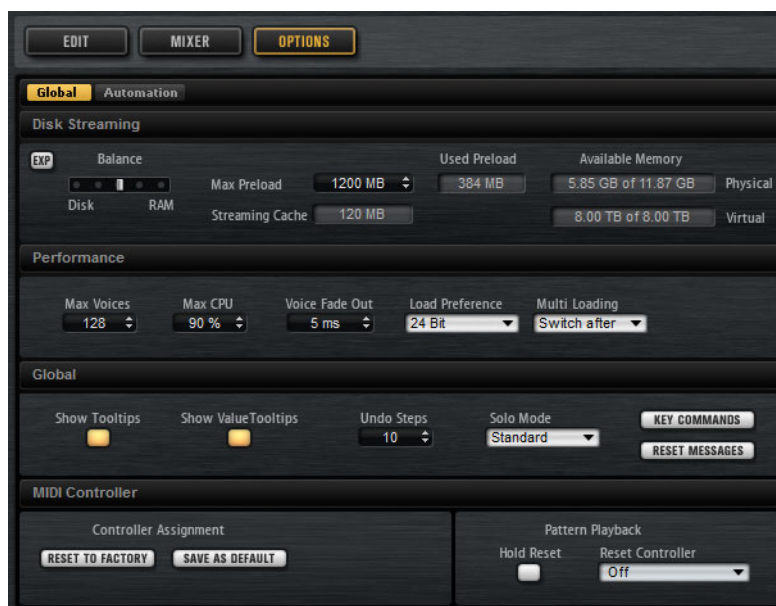 EDIT MIXER OPTIONS
Global Automation
Disk Streaming
EXP Balance Used Preload Available Memory
Max Preload 1200 MB 384 MB 5.85 GB of 11.87 GB Physical
Disk RAM
Streaming Cache 120 MB 8.00 TB of 8.00 TB Virtual
Performance
Max Voices Max CPU Voice Fade Out Load Preference Multi Loading
128 90 % 5 ms 24 Bit Switch after
Global
Show Tooltips Show ValueTooltips Undo Steps Solo Mode KEY COMMANDS
10 Standard
RESET MESSAGES
MIDI Controller
Controller Assignment Pattern Playback
RESET TO FACTORY SAVE AS DEFAULT Hold Reset Reset Controller
Off